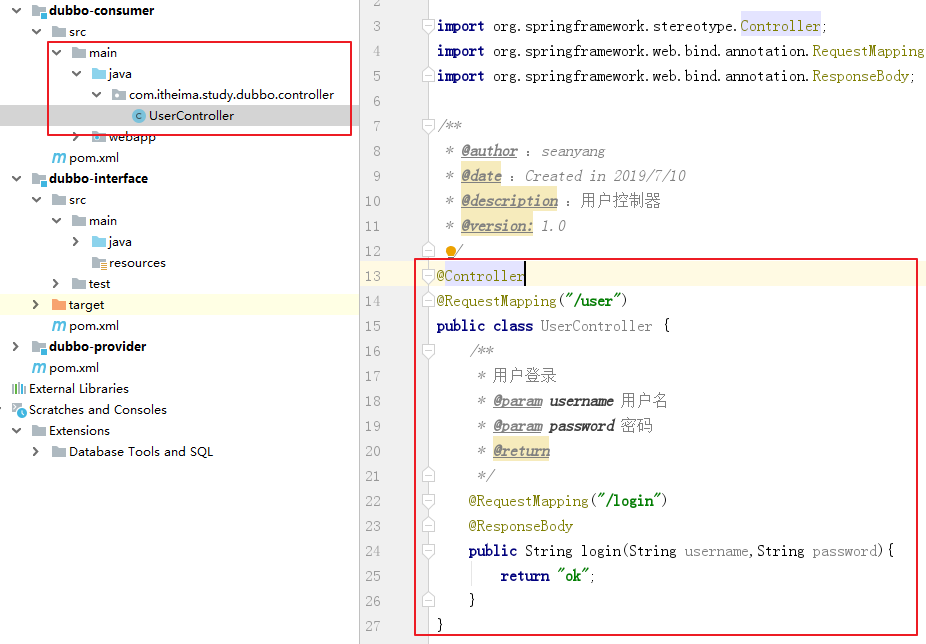 dubbo-consumer
src
main
java
com.itheima.study.dubbo.controller
UserController
webapp
pom.xml
dubbo-interface
src
main
java
resources
test
target
pom.xml
dubbo-provider
pom.xml
External Libraries
Scratches and Consoles
Extensions
Database Tools and SQL
2
3 import org.springframework.stereotype.Controller;
4 import org.springframework.web.bind.annotation.RequestMapping
5 import org.springframework.web.bind.annotation.ResponseBody;
6
7 /**
8 * @author : seanyang
9 * @date : Created in 2019/7/10
10 * @description : 用户控制器
11 * @version: 1.0
12 /
13 @Controller
14 @RequestMapping("/user")
15 public class UserController {
16 /**
17 * 用户登录
18 * @param username 用户名
19 * @param password 密码
20 * @return
21 */
22 @RequestMapping("/login")
23 @ResponseBody
24 public String login(String username,String password){
25 return "ok";
26 }
27 }